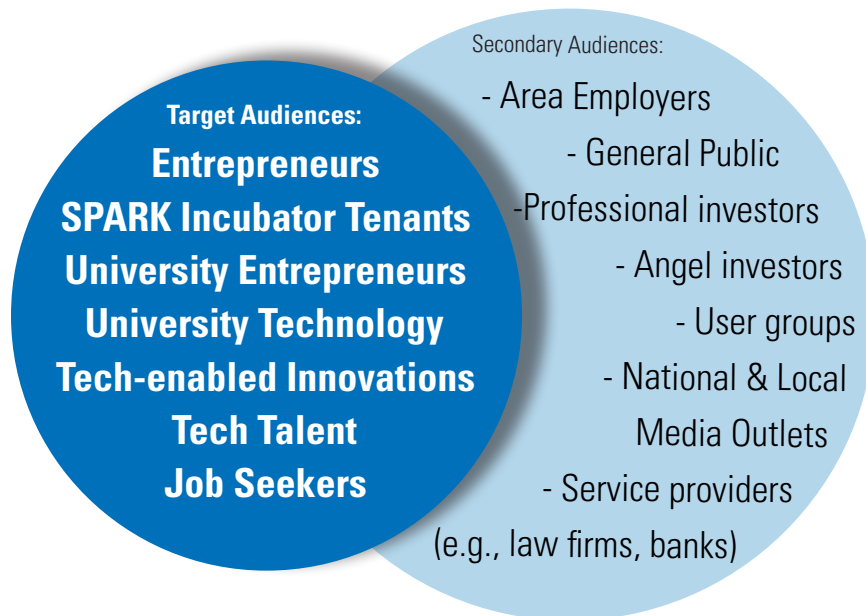 Target Audiences:
Entrepreneurs
SPARK Incubator Tenants
University Entrepreneurs
University Technology
Tech-enabled Innovations
Tech Talent
Job Seekers
Secondary Audiences:
- Area Employers
- General Public
-Professional investors
- Angel investors
- User groups
- National & Local
Media Outlets
- Service providers
(e.g., law firms, banks)